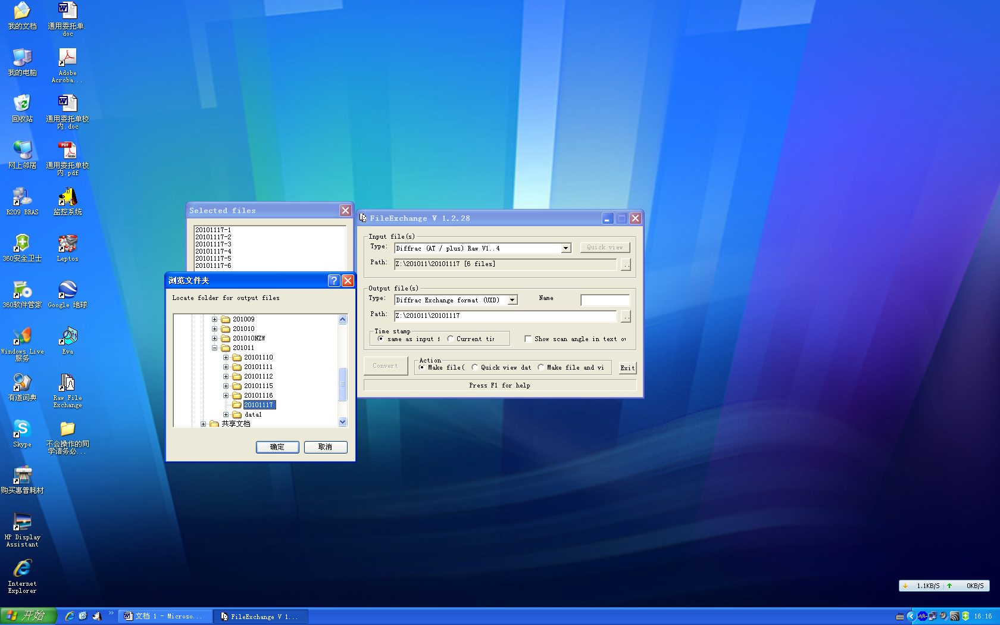 我的文档
通用委托单.
doc
我的电脑
Adobe
Acroba...
回收站
通用委托单校
内.doc
网上邻居
通用委托单校
内.pdf
R209 BRAS
监控系统
360安全卫士
Leptos
360软件管家
Google 地球
Windows Live
服务
Eva
有道词典
Raw File
Exchange
Skype
不会操作的同
学请务必...
购买惠普耗材
HP Display
Assistant
Internet
Explorer
Selected files
20101117-1
20101117-2
20101117-3
20101117-4
20101117-5
20101117-6
浏览文件夹
Locate folder for output files
201009
201010
201010NZW
201011
20101110
20101111
20101112
20101115
20101116
20101117
data1
共享文档
确定 取消
FileExchange V 1.2.28
Input file(s)
Type: Diffrac (AT / plus) Raw V1..4 Quick view
Path: Z:\201011\20101117 [6 files] ..
Output file(s)
Type: Diffrac Exchange format (UXD) Name
Path: Z:\201011\20101117 ..
Time stamp
same as input f Current tir Show scan angle in text ou
Convert
Action
Make file( Quick view dat Make file and vi
Exit
Press F1 for help
1.1KB/S 0KB/S
开始 文档 1 - Microso... FileExchange V 1... 16:16